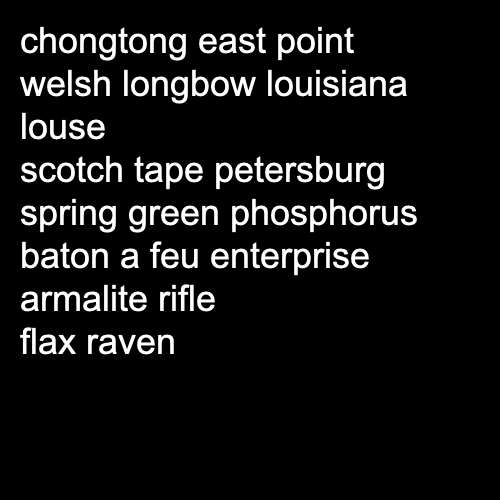 chongtong east point
welsh longbow louisiana
louse
scotch tape petersburg
spring green phosphorus
baton a feu enterprise
armalite rifle
flax raven